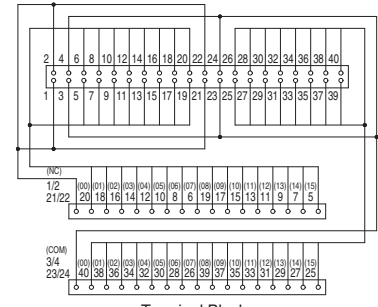 2 4 6 8 10 12 14 16 18 20 22 24 26 28 30 32 34 36 38 40
1 3 5 7 9 11 13 15 17 19 21 23 25 27 29 31 33 35 37 39
(NC)
1/2 (00) (01) (02) (03) (04) (05) (06) (07) (08) (09) (10) (11) (12) (13) (14) (15)
21/22 20 18 16 14 12 10 8 6 19 17 15 13 11 9 7 5
(COM)
3/4 (00) (01) (02) (03) (04) (05) (06) (07) (08) (09) (10) (11) (12) (13) (14) (15)
23/24 40 38 36 34 32 30 28 26 39 37 35 33 31 29 27 25